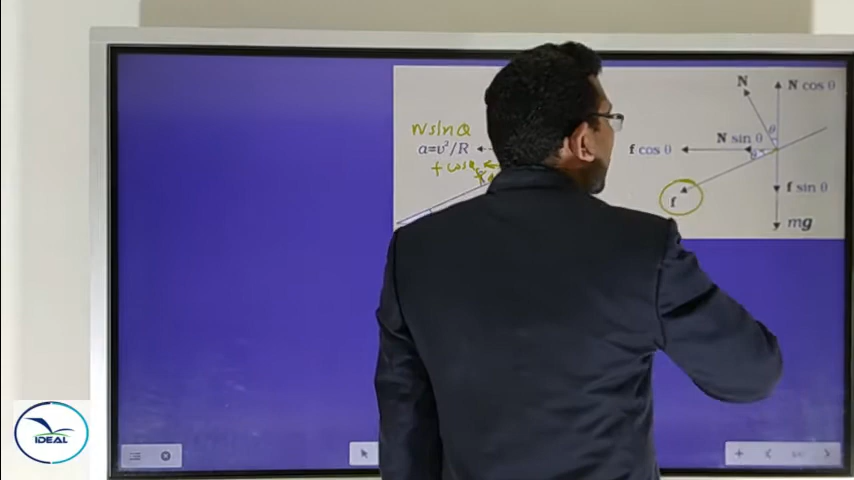 N sin θ
a=v²/R
f cos θ
N
N cos θ
θ
N sin θ
f cos θ
θ
f
f sin θ
mg
IDEAL